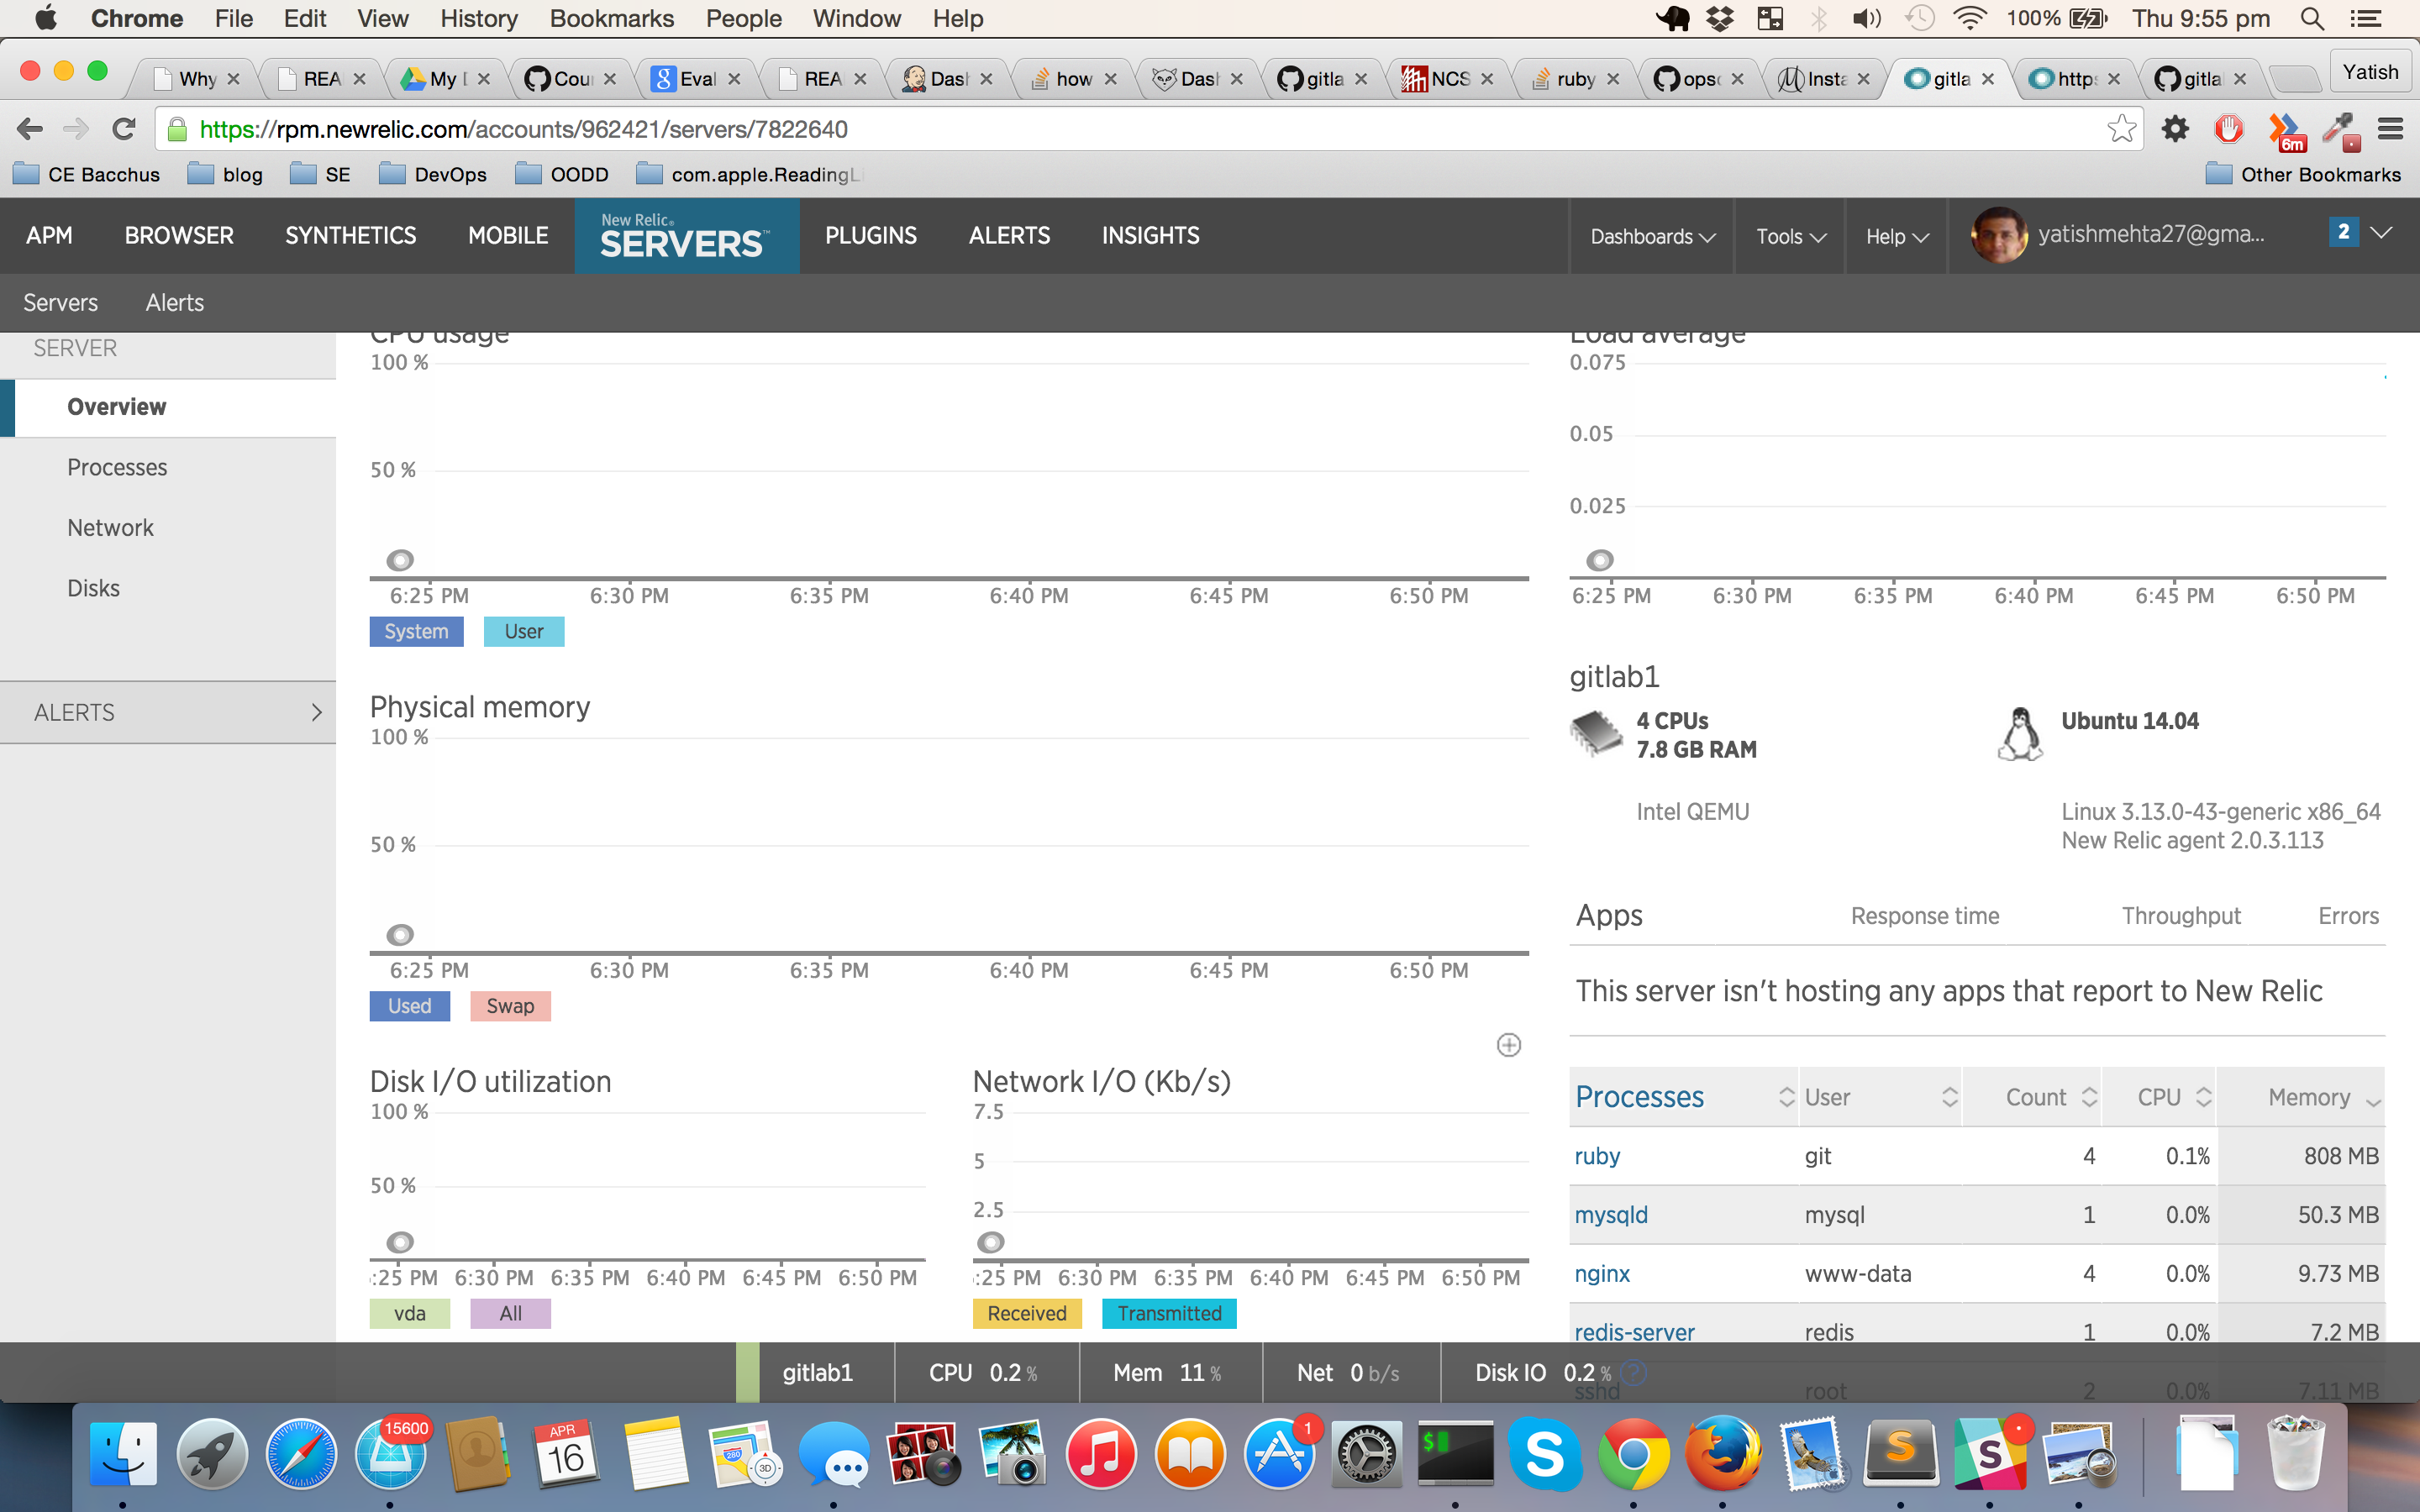 Chrome File Edit View History Bookmarks People Window Help 100% Thu 9:55 pm
Why REA My D Cour Eval REA Dash how Dash gitla NCS ruby ops Insta gitla https gitla Yatish
https://rpm.newrelic.com/accounts/962421/servers/7822640
6m
CE Bacchus blog SE DevOps OODD com.apple.ReadingLi Other Bookmarks
APM BROWSER SYNTHETICS MOBILE New Relic® SERVERS™ PLUGINS ALERTS INSIGHTS Dashboards Tools Help yatishmehta27@gma... 2
Servers Alerts
SERVER
Overview
Processes
Network
Disks
ALERTS
CPU usage
100 %
50 %
6:25 PM 6:30 PM 6:35 PM 6:40 PM 6:45 PM 6:50 PM
System User
Physical memory
100 %
50 %
6:25 PM 6:30 PM 6:35 PM 6:40 PM 6:45 PM 6:50 PM
Used Swap
Disk I/O utilization
100 %
50 %
:25 PM 6:30 PM 6:35 PM 6:40 PM 6:45 PM 6:50 PM
vda All
Network I/O (Kb/s)
7.5
5
2.5
:25 PM 6:30 PM 6:35 PM 6:40 PM 6:45 PM 6:50 PM
Received Transmitted
Load average
0.075
0.05
0.025
6:25 PM 6:30 PM 6:35 PM 6:40 PM 6:45 PM 6:50 PM
gitlab1
4 CPUs
7.8 GB RAM
Intel QEMU
Ubuntu 14.04
Linux 3.13.0-43-generic x86_64
New Relic agent 2.0.3.113
Apps Response time Throughput Errors
This server isn't hosting any apps that report to New Relic
Processes User Count CPU Memory
ruby git 4 0.1% 808 MB
mysqld mysql 1 0.0% 50.3 MB
nginx www-data 4 0.0% 9.73 MB
redis-server redis 1 0.0% 7.2 MB
sshd root 2 0.0% 7.11 MB
gitlab1 CPU 0.2 % Mem 11 % Net 0 b/s Disk IO 0.2 % ?
15600
APR
16
280
3D
1
$
S
S
S